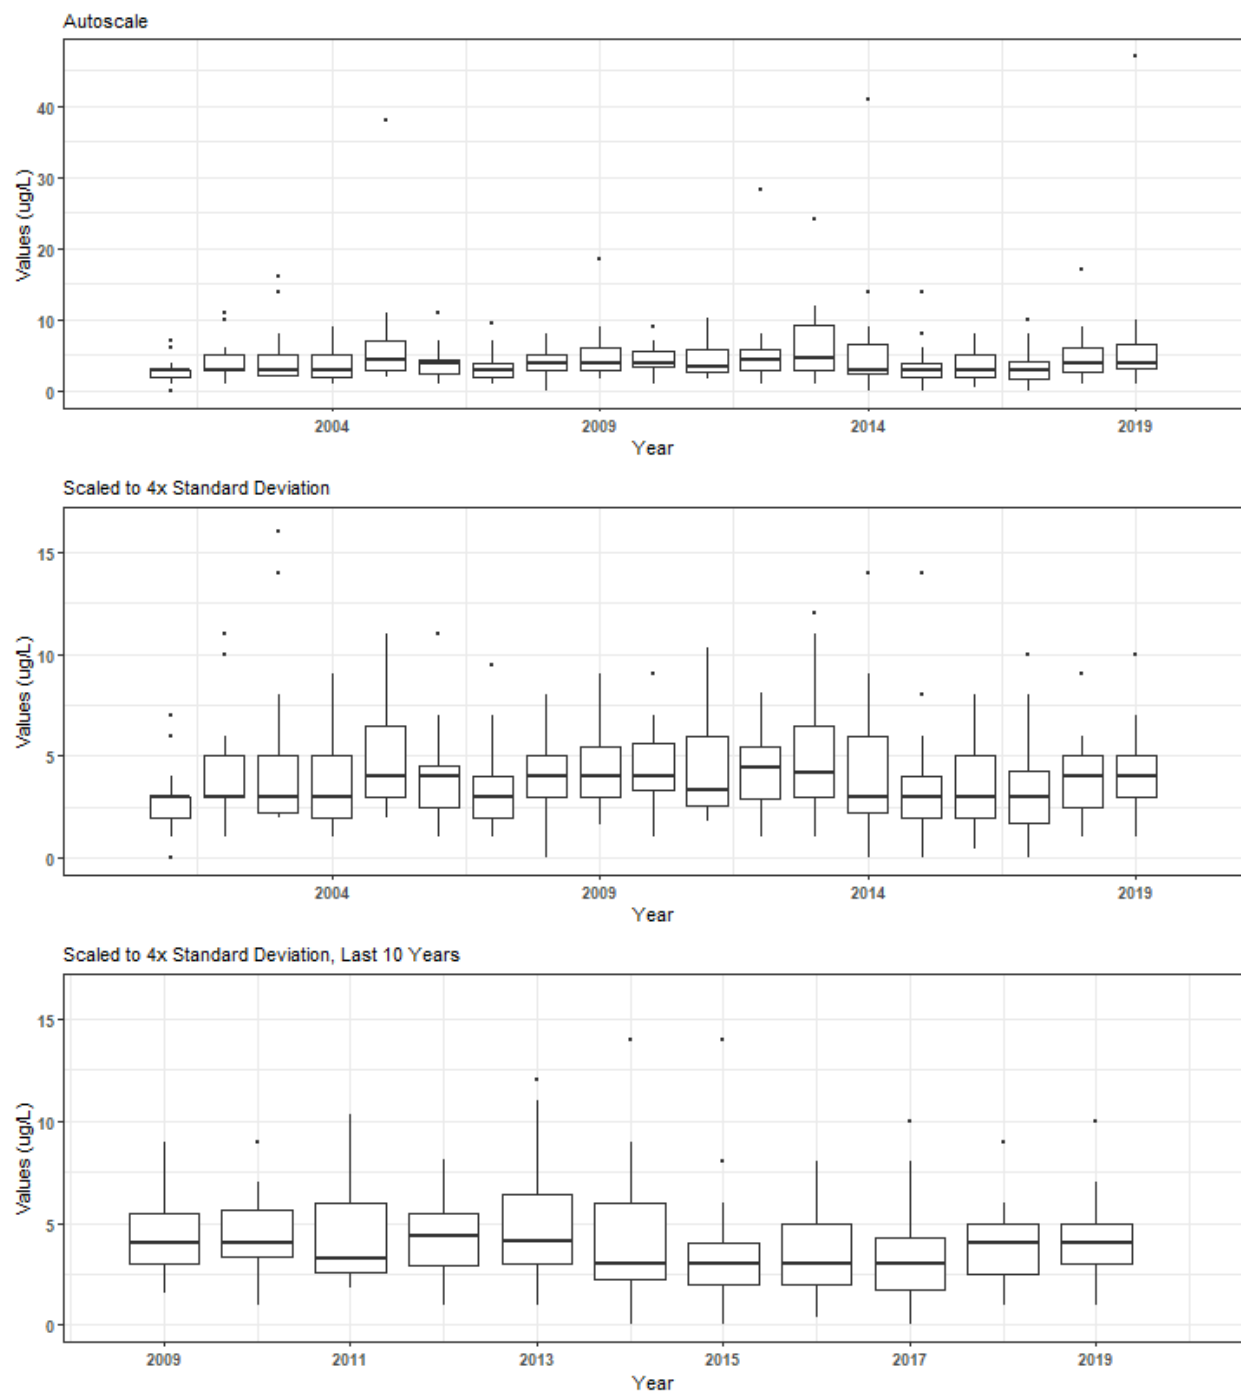 Autoscale
40
30
20
10
0
Values (ug/L)
2004 2009 2014 2019
Year
Scaled to 4x Standard Deviation
15
10
5
0
Values (ug/L)
2004 2009 2014 2019
Year
Scaled to 4x Standard Deviation, Last 10 Years
15
10
5
0
Values (ug/L)
2009 2011 2013 2015 2017 2019
Year